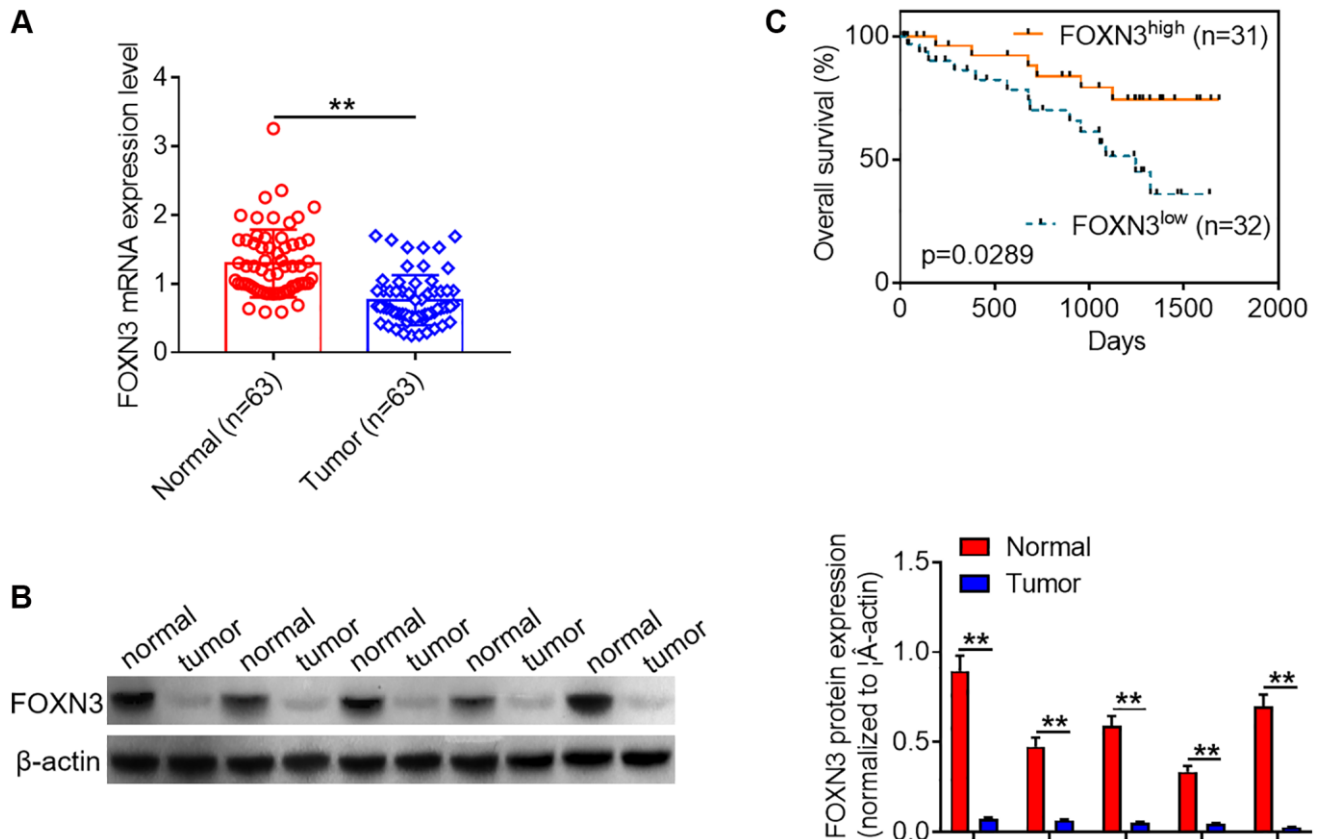 A
FOXN3 mRNA expression level
4
3
2
1
0
**
Normal (n=63)
Tumor (n=63)
C
Overall survival (%)
100
50
0
FOXN3high (n=31)
FOXN3low (n=32)
p=0.0289
0 500 1000 1500 2000
Days
B
normal tumor normal tumor normal tumor normal tumor normal tumor
FOXN3
β-actin
FOXN3 protein expression
(normalized to ¦Â-actin)
1.5
1.0
0.5
0.0
Normal
Tumor
** ** ** ** **